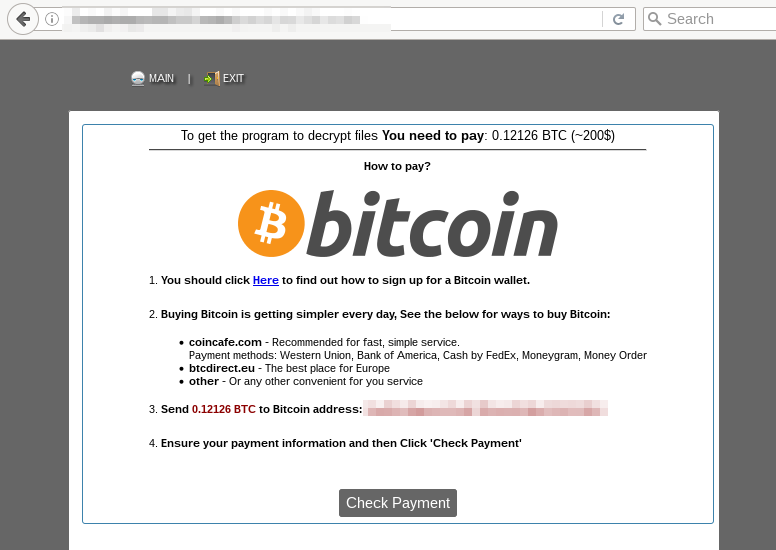 Search
MAIN | EXIT
To get the program to decrypt files You need to pay: 0.12126 BTC (~200$)
How to pay?
bitcoin
1. You should click Here to find out how to sign up for a Bitcoin wallet.
2. Buying Bitcoin is getting simpler every day, See the below for ways to buy Bitcoin:
• coincafe.com - Recommended for fast, simple service.
Payment methods: Western Union, Bank of America, Cash by FedEx, Moneygram, Money Order
• btcdirect.eu - The best place for Europe
• other - Or any other convenient for you service
3. Send 0.12126 BTC to Bitcoin address:
4. Ensure your payment information and then Click 'Check Payment'
Check Payment